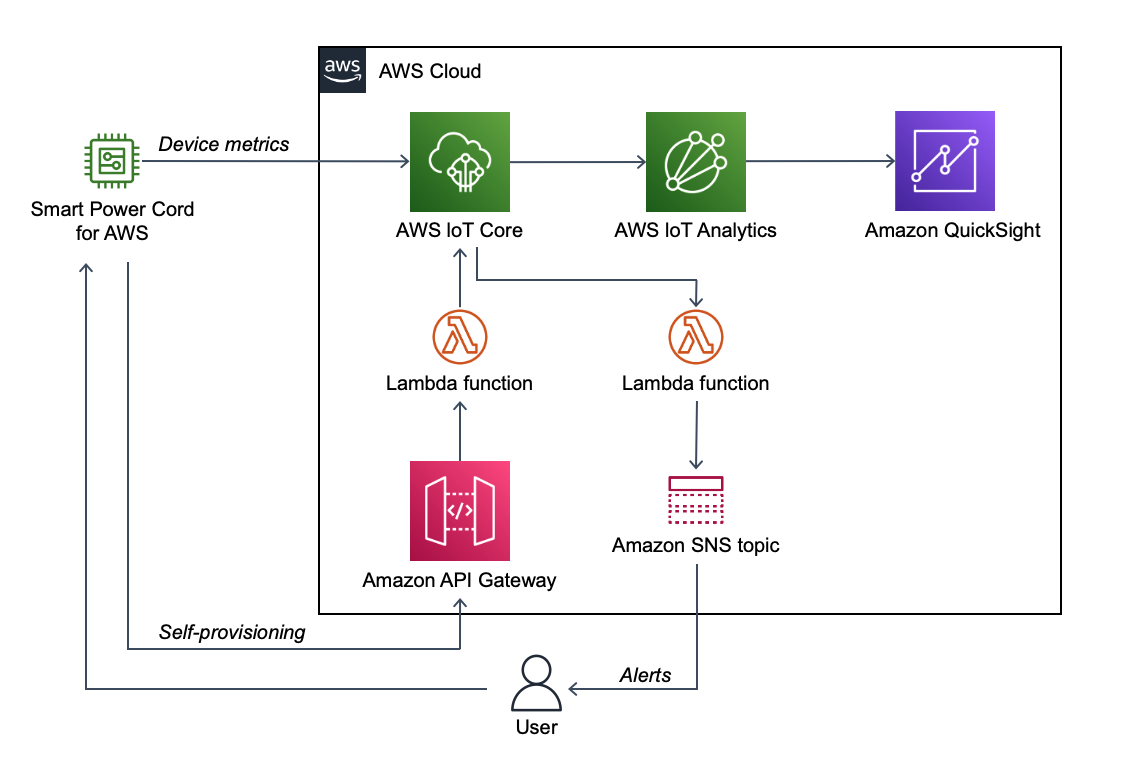 aws
AWS Cloud
Device metrics
Smart Power Cord
for AWS
AWS IoT Core
AWS IoT Analytics
Amazon QuickSight
Lambda function
Lambda function
</>
Amazon API Gateway
Amazon SNS topic
Self-provisioning
Alerts
User